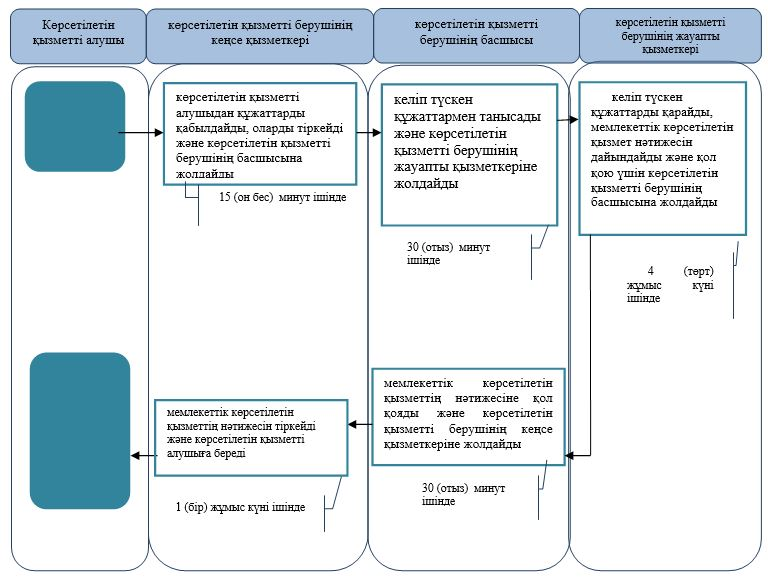 Көрсетілетін
қызметті алушы
көрсетілетін қызметті берушінің
кеңсе қызметкері
көрсетілетін қызметті
берушінің басшысы
көрсетілетін қызметті
берушінің жауапты
қызметкері
көрсетілетін қызметті
алушыдан құжаттарды
қабылдайды, оларды тіркейді
және көрсетілетін қызметті
берушінің басшысына
жолдайды
15 (он бес) минут ішінде
келіп түскен
құжаттармен танысады
және көрсетілетін
қызметті берушінің
жауапты қызметкеріне
жолдайды
30 (отыз) минут
ішінде
келіп түскен
құжаттарды қарайды,
мемлекеттік көрсетілетін
қызмет нәтижесін
дайындайды және қол
қою үшін көрсетілетін
қызметті берушінің
басшысына жолдайды
4 (төрт)
жұмыс күні
ішінде
мемлекеттік көрсетілетін
қызметтің нәтижесіне қол
қояды және көрсетілетін
қызметті берушінің кеңсе
қызметкеріне жолдайды
30 (отыз) минут
ішінде
мемлекеттік көрсетілетін
қызметтің нәтижесін тіркейді
және көрсетілетін қызметті
алушыға береді
1 (бір) жұмыс күні ішінде